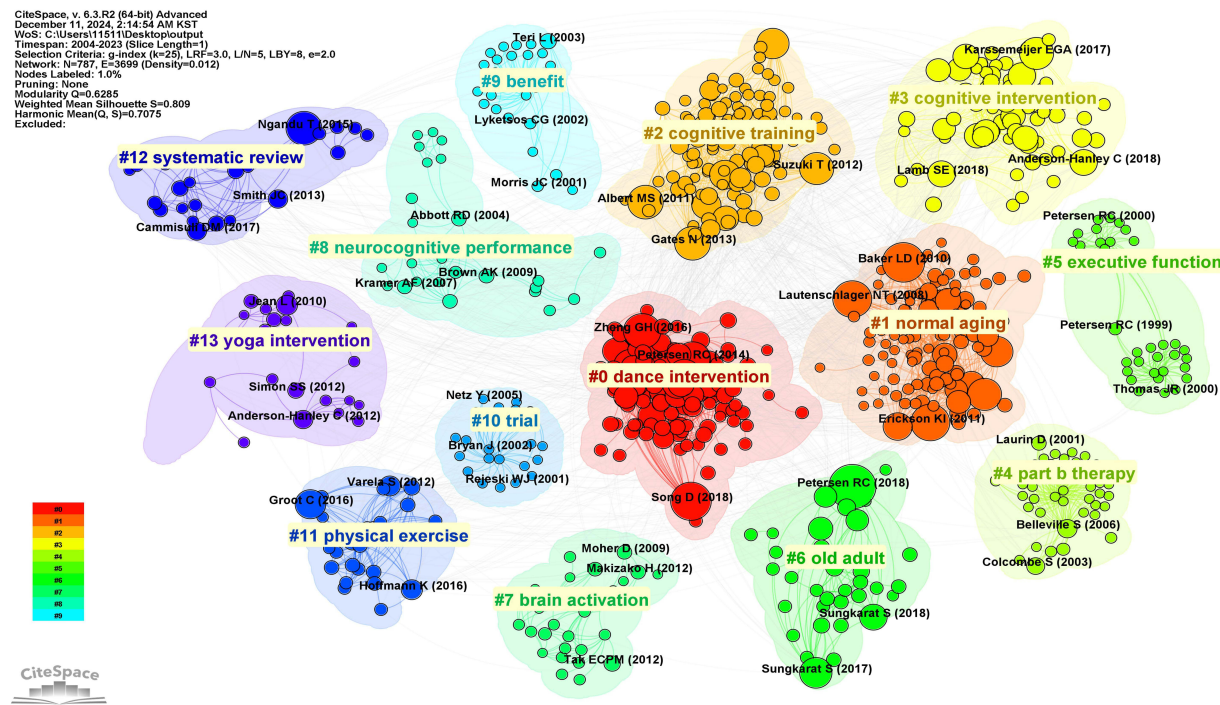 CiteSpace, v. 6.3.R2 (64-bit) Advanced
December 11, 2024, 2:14:54 AM KST
WoS: C:\Users\11511\Desktop\output
Timespan: 2004-2023 (Slice Length=1)
Selection Criteria: g-index (k=25), LRF=3.0, L/N=5, LBY=8, e=2.0
Network: N=787, E=3699 (Density=0.012)
Nodes Labeled: 1.0%
Pruning: None
Modularity Q=0.6285
Weighted Mean Silhouette S=0.809
Harmonic Mean(Q, S)=0.7075
Excluded:
Teri L (2003)
#9 benefit
Lyketsos CG (2002)
Morris JC (2001)
Karssemeijer EGA (2017)
#3 cognitive intervention
Anderson-Hanley C (2018)
Lamb SE (2018)
#2 cognitive training
Suzuki T (2012)
Albert MS (2011)
Gates N (2013)
Ngandu T (2015)
#12 systematic review
Smith JC (2013)
Cammisuli DM (2017)
Abbott RD (2004)
#8 neurocognitive performance
Brown AK (2009)
Kramer AF (2007)
Petersen RC (2000)
#5 executive function
Petersen RC (1999)
Thomas JR (2000)
Baker LD (2010)
Lautenschlager NT (2008)
#1 normal aging
Erickson KI (2011)
Jean L (2010)
#13 yoga intervention
Simon SS (2012)
Anderson-Hanley C (2012)
Zheng GH (2016)
Petersen RC (2014)
#0 dance intervention
Song D (2018)
Netz Y (2005)
#10 trial
Bryan J (2002)
Rejeski WJ (2001)
Laurin D (2001)
#4 part b therapy
Belleville S (2006)
Colcombe S (2003)
Varela S (2012)
Groot C (2016)
#11 physical exercise
Hoffmann K (2016)
Petersen RC (2018)
#6 old adult
Sungkarat S (2018)
Sungkarat S (2017)
Moher D (2009)
Makizako H (2012)
#7 brain activation
Tak ECPM (2012)
#0
#1
#2
#3
#4
#5
#6
#7
#8
#9
CiteSpace